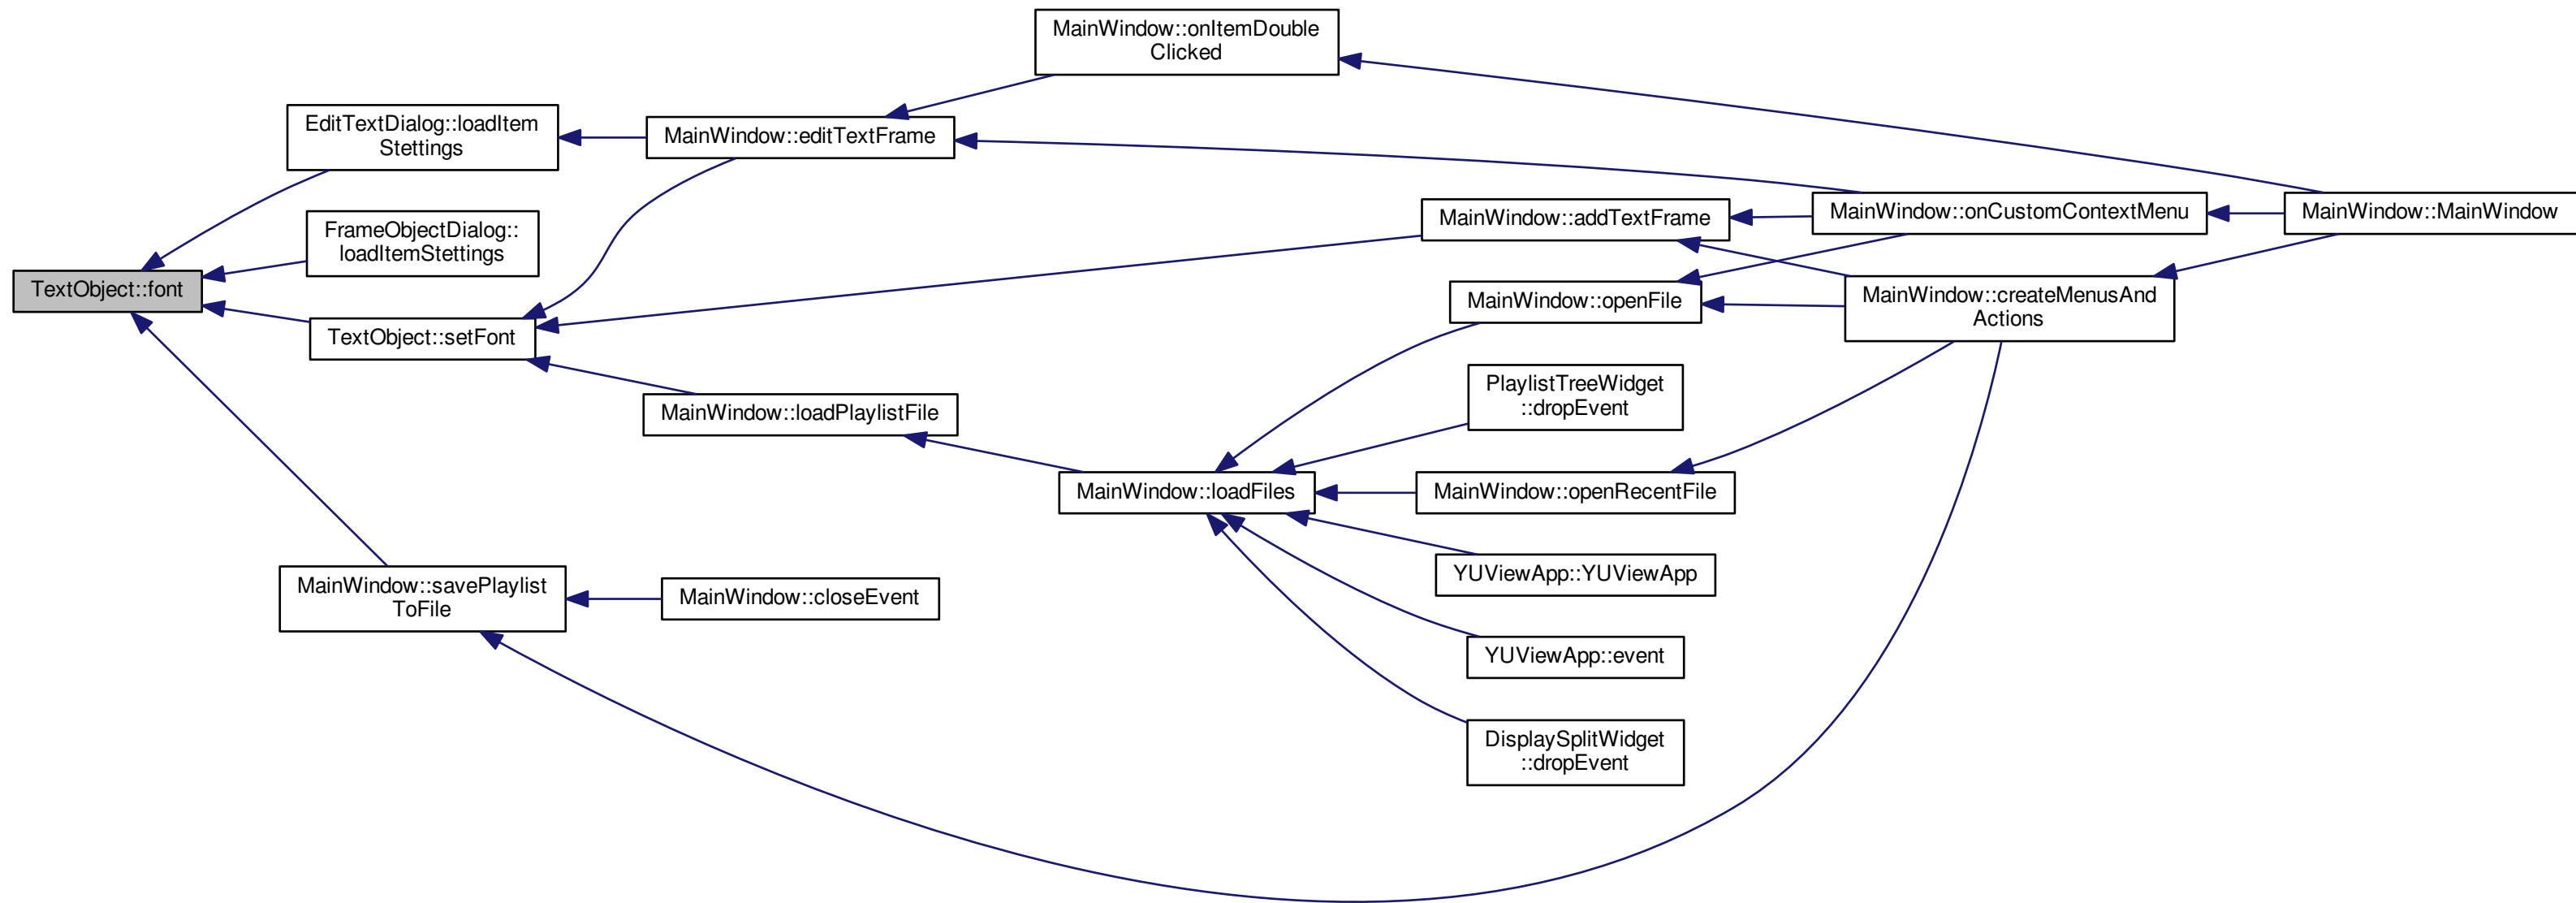 MainWindow::onItemDouble
Clicked
EditTextDialog::loadItem
Stettings
MainWindow::editTextFrame
FrameObjectDialog::
loadItemStettings
MainWindow::addTextFrame
MainWindow::onCustomContextMenu
MainWindow::MainWindow
TextObject::font
MainWindow::openFile
MainWindow::createMenusAnd
Actions
TextObject::setFont
PlaylistTreeWidget
::dropEvent
MainWindow::loadPlaylistFile
MainWindow::loadFiles
MainWindow::openRecentFile
YUViewApp::YUViewApp
MainWindow::savePlaylist
ToFile
MainWindow::closeEvent
YUViewApp::event
DisplaySplitWidget
::dropEvent